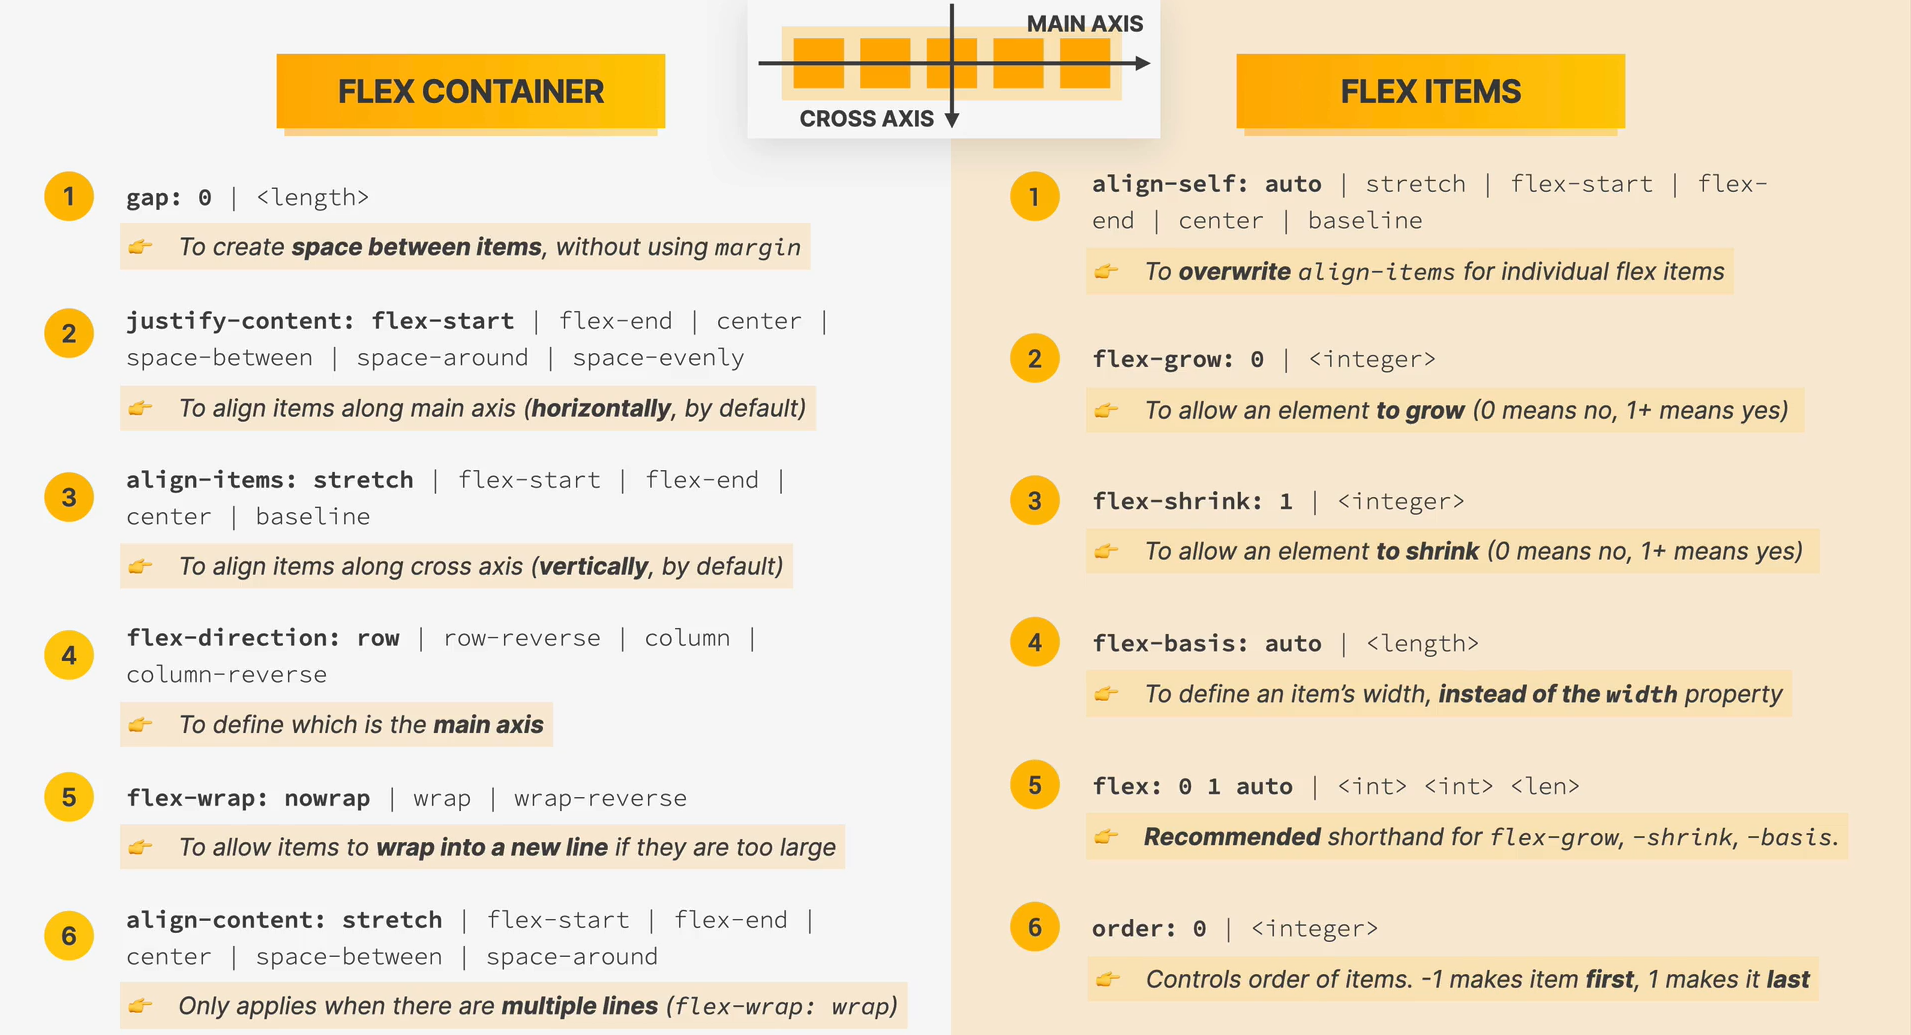 MAIN AXIS
CROSS AXIS
FLEX CONTAINER
1
gap: 0 | <length>
👉 To create space between items, without using margin
2
justify-content: flex-start | flex-end | center |
space-between | space-around | space-evenly
👉 To align items along main axis (horizontally, by default)
3
align-items: stretch | flex-start | flex-end |
center | baseline
👉 To align items along cross axis (vertically, by default)
4
flex-direction: row | row-reverse | column |
column-reverse
👉 To define which is the main axis
5
flex-wrap: nowrap | wrap | wrap-reverse
👉 To allow items to wrap into a new line if they are too large
6
align-content: stretch | flex-start | flex-end |
center | space-between | space-around
👉 Only applies when there are multiple lines (flex-wrap: wrap)
FLEX ITEMS
1
align-self: auto | stretch | flex-start | flex-
end | center | baseline
👉 To overwrite align-items for individual flex items
2
flex-grow: 0 | <integer>
👉 To allow an element to grow (0 means no, 1+ means yes)
3
flex-shrink: 1 | <integer>
👉 To allow an element to shrink (0 means no, 1+ means yes)
4
flex-basis: auto | <length>
👉 To define an item’s width, instead of the width property
5
flex: 0 1 auto | <int> <int> <len>
👉 Recommended shorthand for flex-grow, -shrink, -basis.
6
order: 0 | <integer>
👉 Controls order of items. -1 makes item first, 1 makes it last